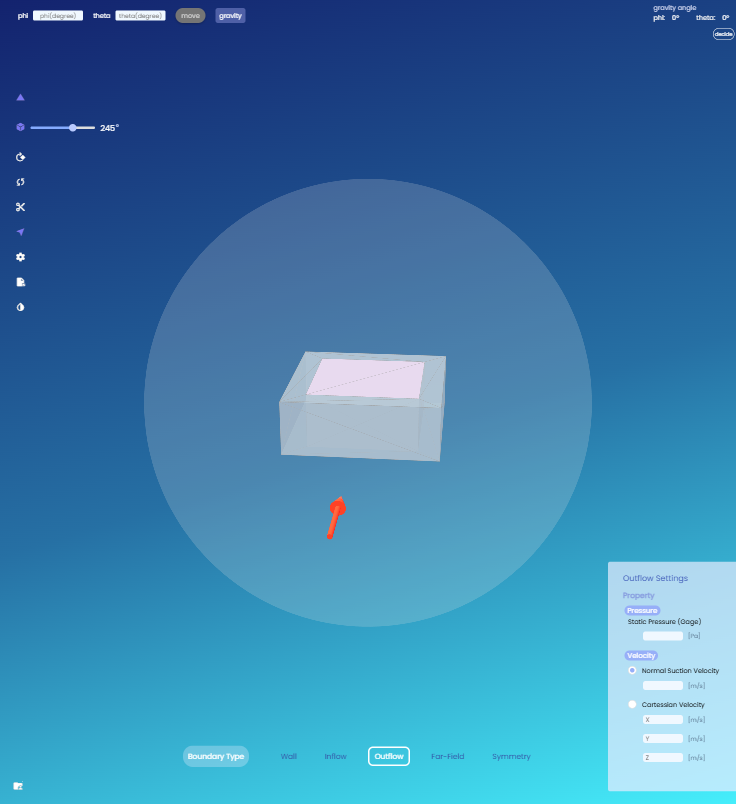 phi phi(degree) theta theta(degree) move gravity
gravity angle
phi: 0° theta: 0°
decide
245°
Outflow Settings
Property
Pressure
Static Pressure (Gage)
[Pa]
Velocity
Normal Suction Velocity
[m/s]
Cartessian Velocity
X [m/s]
Y [m/s]
Z [m/s]
Boundary Type Wall Inflow Outflow Far-Field Symmetry